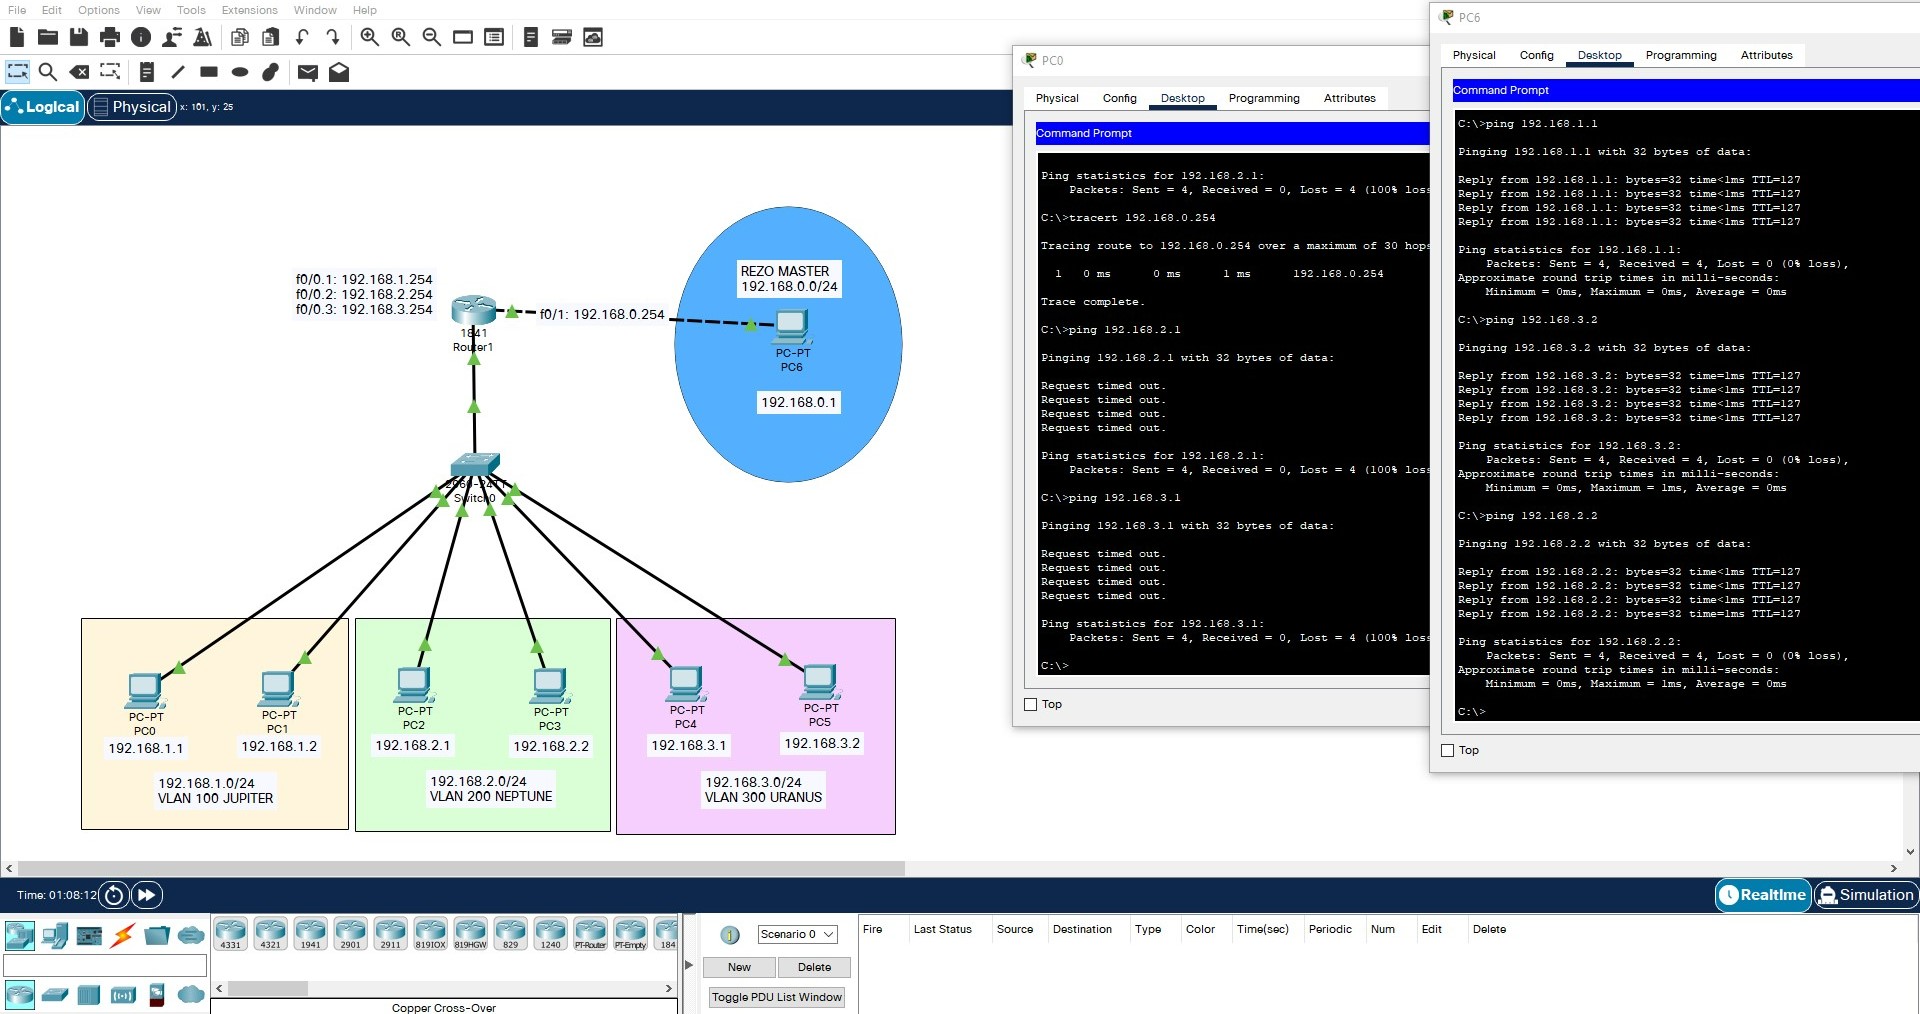 File Edit Options View Tools Extensions Window Help
Logical
Physical
x: 101, y: 25
f0/0.1: 192.168.1.254
f0/0.2: 192.168.2.254
f0/0.3: 192.168.3.254
1841
Router1
f0/1: 192.168.0.254
REZO MASTER
192.168.0.0/24
PC-PT
PC6
192.168.0.1
2960-24TT
Switch0
PC-PT
PC0
192.168.1.1
PC-PT
PC1
192.168.1.2
192.168.1.0/24
VLAN 100 JUPITER
PC-PT
PC2
192.168.2.1
PC-PT
PC3
192.168.2.2
192.168.2.0/24
VLAN 200 NEPTUNE
PC-PT
PC4
192.168.3.1
PC-PT
PC5
192.168.3.2
192.168.3.0/24
VLAN 300 URANUS
PC0
Physical Config Desktop Programming Attributes
Command Prompt
Ping statistics for 192.168.2.1:
Packets: Sent = 4, Received = 0, Lost = 4 (100% loss
C:\>tracert 192.168.0.254
Tracing route to 192.168.0.254 over a maximum of 30 hops
1 0 ms 0 ms 1 ms 192.168.0.254
Trace complete.
C:\>ping 192.168.2.1
Pinging 192.168.2.1 with 32 bytes of data:
Request timed out.
Request timed out.
Request timed out.
Request timed out.
Ping statistics for 192.168.2.1:
Packets: Sent = 4, Received = 0, Lost = 4 (100% loss
C:\>ping 192.168.3.1
Pinging 192.168.3.1 with 32 bytes of data:
Request timed out.
Request timed out.
Request timed out.
Request timed out.
Ping statistics for 192.168.3.1:
Packets: Sent = 4, Received = 0, Lost = 4 (100% loss
C:\>
Top
PC6
Physical Config Desktop Programming Attributes
Command Prompt
C:\>ping 192.168.1.1
Pinging 192.168.1.1 with 32 bytes of data:
Reply from 192.168.1.1: bytes=32 time<1ms TTL=127
Reply from 192.168.1.1: bytes=32 time<1ms TTL=127
Reply from 192.168.1.1: bytes=32 time<1ms TTL=127
Reply from 192.168.1.1: bytes=32 time<1ms TTL=127
Ping statistics for 192.168.1.1:
Packets: Sent = 4, Received = 4, Lost = 0 (0% loss),
Approximate round trip times in milli-seconds:
Minimum = 0ms, Maximum = 0ms, Average = 0ms
C:\>ping 192.168.3.2
Pinging 192.168.3.2 with 32 bytes of data:
Reply from 192.168.3.2: bytes=32 time=1ms TTL=127
Reply from 192.168.3.2: bytes=32 time<1ms TTL=127
Reply from 192.168.3.2: bytes=32 time<1ms TTL=127
Reply from 192.168.3.2: bytes=32 time<1ms TTL=127
Ping statistics for 192.168.3.2:
Packets: Sent = 4, Received = 4, Lost = 0 (0% loss),
Approximate round trip times in milli-seconds:
Minimum = 0ms, Maximum = 1ms, Average = 0ms
C:\>ping 192.168.2.2
Pinging 192.168.2.2 with 32 bytes of data:
Reply from 192.168.2.2: bytes=32 time<1ms TTL=127
Reply from 192.168.2.2: bytes=32 time<1ms TTL=127
Reply from 192.168.2.2: bytes=32 time<1ms TTL=127
Reply from 192.168.2.2: bytes=32 time=1ms TTL=127
Ping statistics for 192.168.2.2:
Packets: Sent = 4, Received = 4, Lost = 0 (0% loss),
Approximate round trip times in milli-seconds:
Minimum = 0ms, Maximum = 1ms, Average = 0ms
C:\>
Top
Time: 01:08:12
Realtime
Simulation
4331 4321 1941 2901 2911 819IOX 819HGW 829 1240 PT-Router PT-Empty 184
Copper Cross-Over
Scenario 0
New Delete
Toggle PDU List Window
Fire Last Status Source Destination Type Color Time(sec) Periodic Num Edit Delete